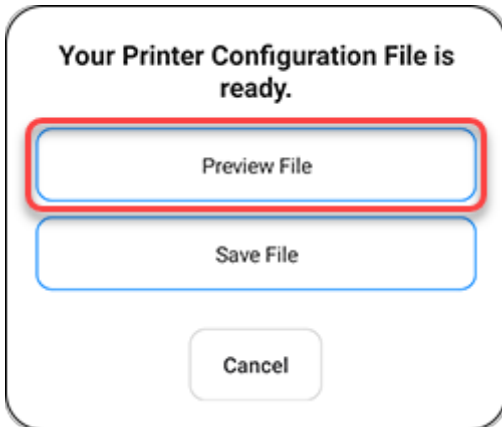 Your Printer Configuration File is
ready.
Preview File
Save File
Cancel